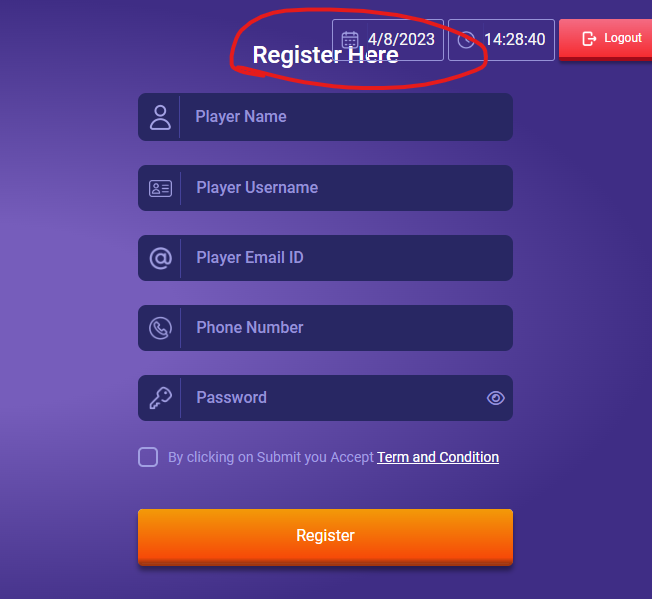 4/8/2023 14:28:40 Logout
Register Here
Player Name
Player Username
Player Email ID
Phone Number
Password
By clicking on Submit you Accept Term and Condition
Register